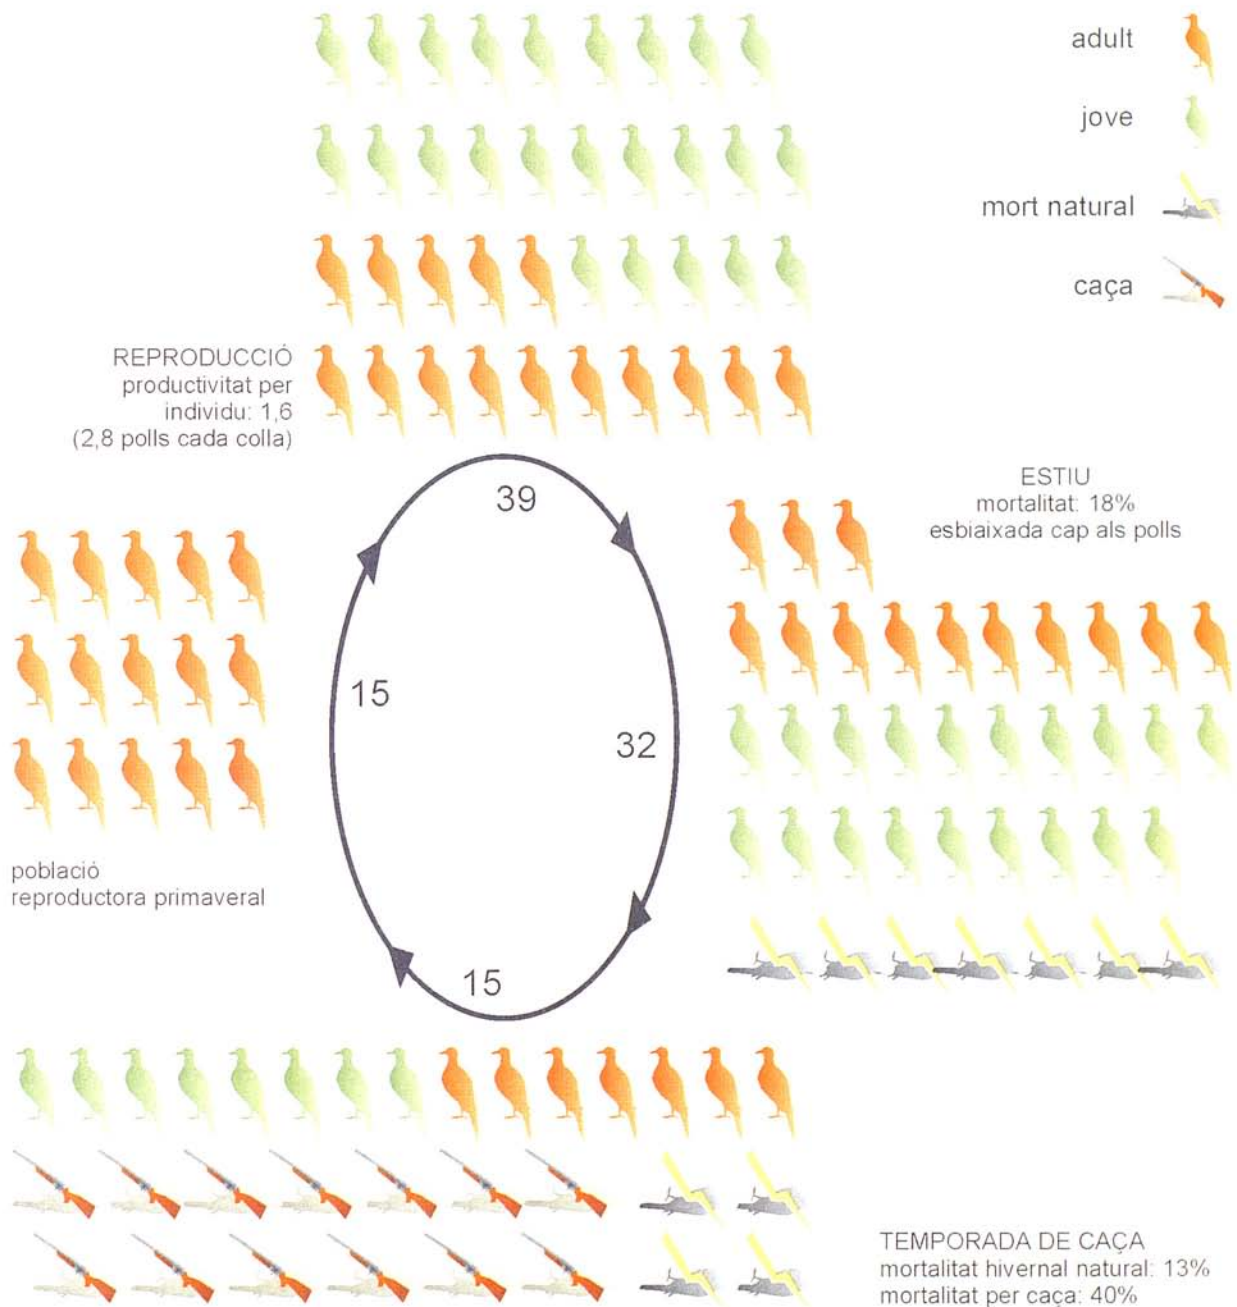 adult
jove
mort natural
caça
REPRODUCCIÓ
productivitat per
individu: 1,6
(2,8 polls cada colla)
39
ESTIU
mortalitat: 18%
esbiaixada cap als polls
15
32
població
reproductora primaveral
15
TEMPORADA DE CAÇA
mortalitat hivernal natural: 13%
mortalitat per caça: 40%